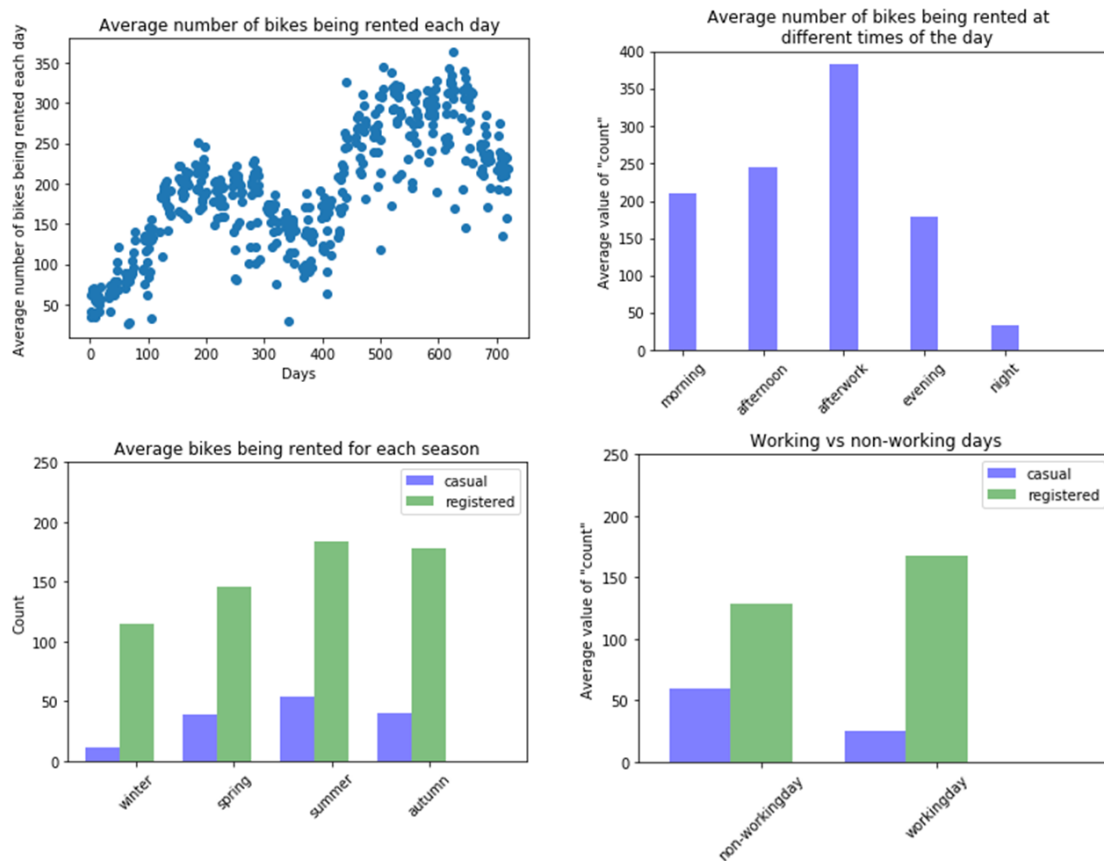 Average number of bikes being rented each day
Average number of bikes being rented each day
350
300
250
200
150
100
50
0
100
200
300
400
500
600
700
Days
Average number of bikes being rented at
different times of the day
Average value of "count"
400
350
300
250
200
150
100
50
0
morning
afternoon
afterwork
evening
night
Average bikes being rented for each season
Count
250
200
150
100
50
0
casual
registered
winter
spring
summer
autumn
Working vs non-working days
Average value of "count"
250
200
150
100
50
0
casual
registered
non-workingday
workingday